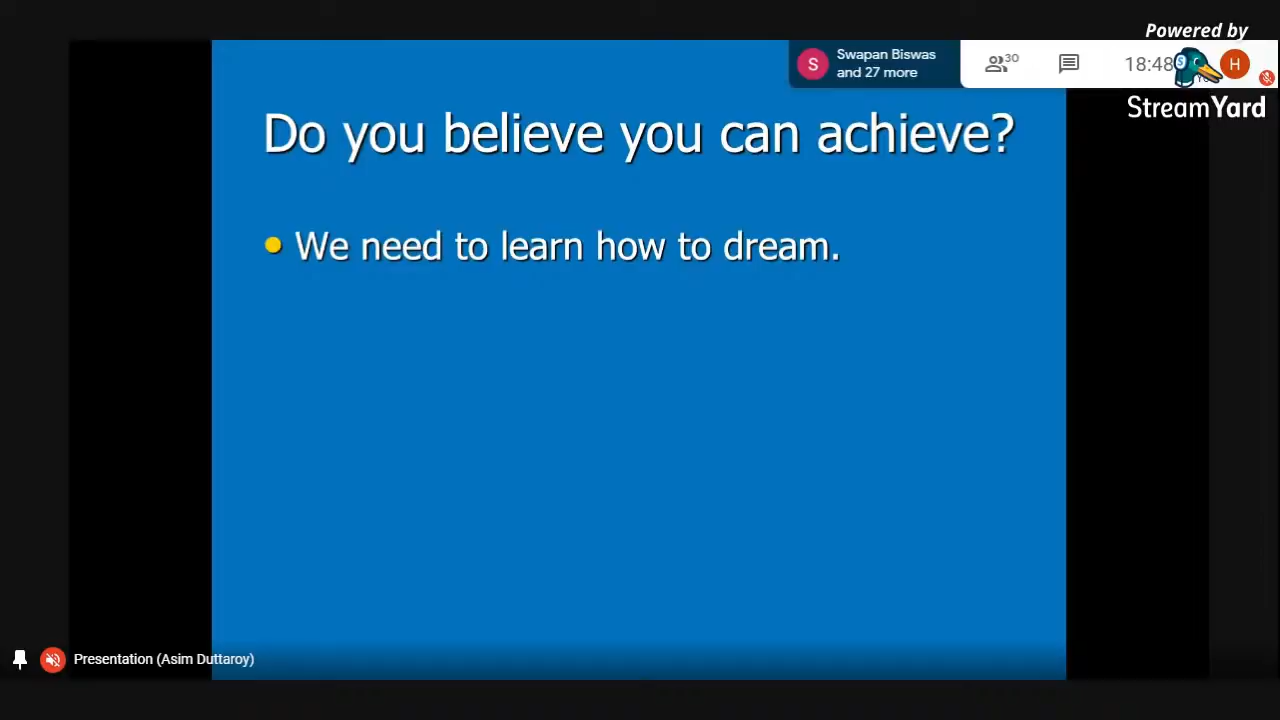 Powered by
Swapan Biswas
and 27 more
S
30
18:48
H
StreamYard
Do you believe you can achieve?
We need to learn how to dream.
Presentation (Asim Duttaroy)